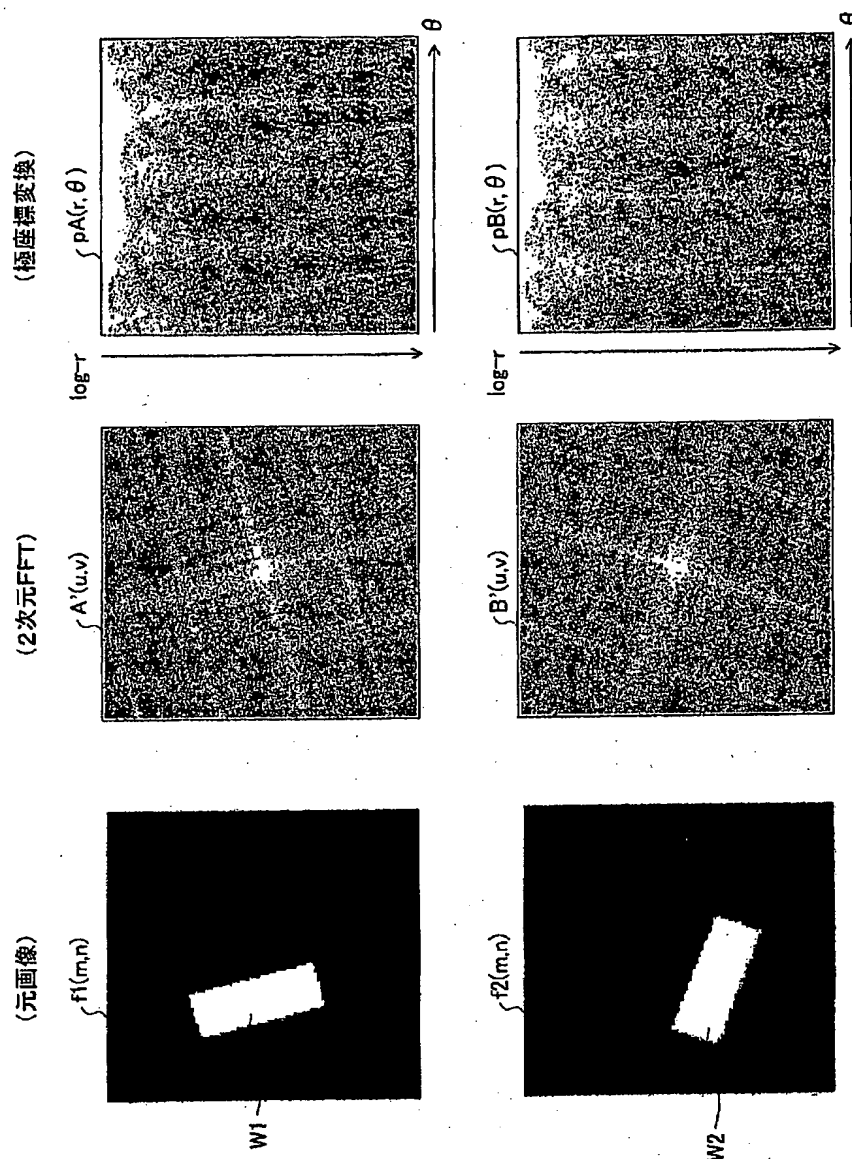 (元画像)
(2次元FFT)
(極座標変換)
f1(m,n)
A'(u,v)
pA(r,θ)
W1
log-r
θ
f2(m,n)
B'(u,v)
pB(r,θ)
W2
log-r
θ